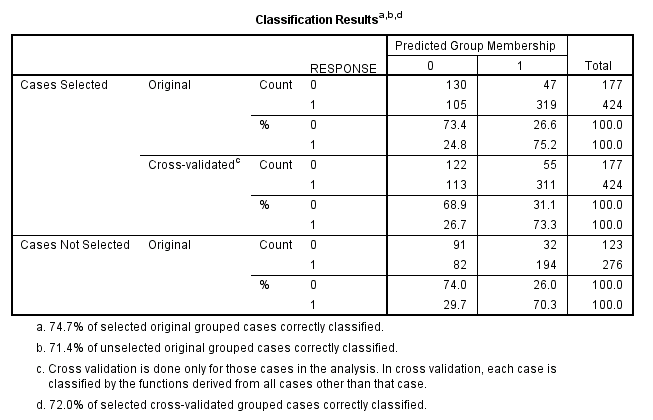 Classification Results a,b,d
Predicted Group Membership
RESPONSE 0 1 Total
Cases Selected Original Count 0 130 47 177
1 105 319 424
% 0 73.4 26.6 100.0
1 24.8 75.2 100.0
Cross-validated c Count 0 122 55 177
1 113 311 424
% 0 68.9 31.1 100.0
1 26.7 73.3 100.0
Cases Not Selected Original Count 0 91 32 123
1 82 194 276
% 0 74.0 26.0 100.0
1 29.7 70.3 100.0
a. 74.7% of selected original grouped cases correctly classified.
b. 71.4% of unselected original grouped cases correctly classified.
c. Cross validation is done only for those cases in the analysis. In cross validation, each case is
classified by the functions derived from all cases other than that case.
d. 72.0% of selected cross-validated grouped cases correctly classified.